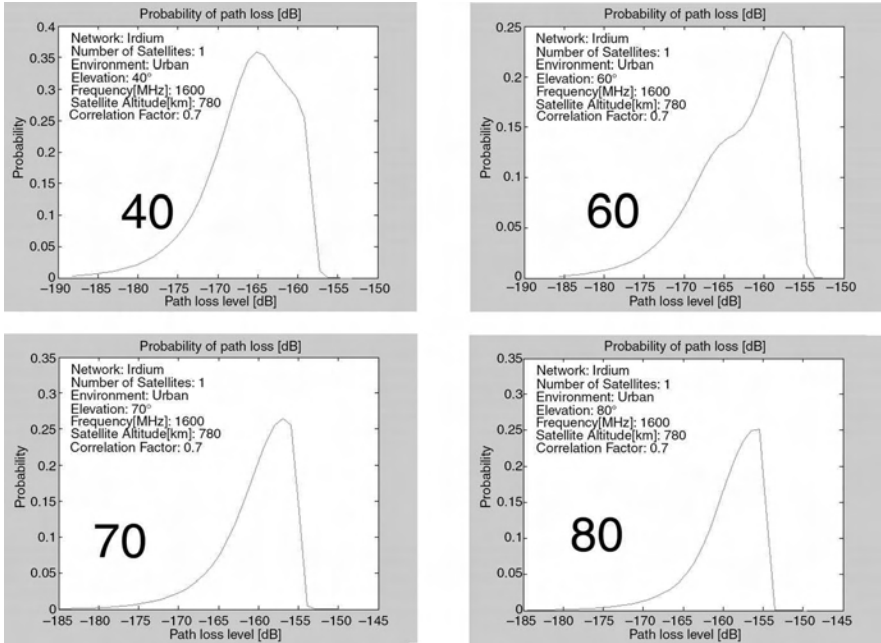 Probability of path loss [dB]
0.4
0.35
0.3
0.25
0.2
0.15
0.1
0.05
0
Probability
Network: Irdium
Number of Satellites: 1
Environment: Urban
Elevation: 40°
Frequency[MHz]: 1600
Satellite Altitude[km]: 780
Correlation Factor: 0.7
40
−190 −185 −180 −175 −170 −165 −160 −155 −150
Path loss level [dB]
Probability of path loss [dB]
0.25
0.2
0.15
0.1
0.05
0
Probability
Network: Irdium
Number of Satellites: 1
Environment: Urban
Elevation: 60°
Frequency[MHz]: 1600
Satellite Altitude[km]: 780
Correlation Factor: 0.7
60
−190 −185 −180 −175 −170 −165 −160 −155 −150
Path loss level [dB]
Probability of path loss [dB]
0.35
0.3
0.25
0.2
0.15
0.1
0.05
0
Probability
Network: Irdium
Number of Satellites: 1
Environment: Urban
Elevation: 70°
Frequency[MHz]: 1600
Satellite Altitude[km]: 780
Correlation Factor: 0.7
70
−185 −180 −175 −170 −165 −160 −155 −150 −145
Path loss level [dB]
Probability of path loss [dB]
0.35
0.3
0.25
0.2
0.15
0.1
0.05
0
Probability
Network: Irdium
Number of Satellites: 1
Environment: Urban
Elevation: 80°
Frequency[MHz]: 1600
Satellite Altitude[km]: 780
Correlation Factor: 0.7
80
−185 −180 −175 −170 −165 −160 −155 −150 −145
Path loss level [dB]